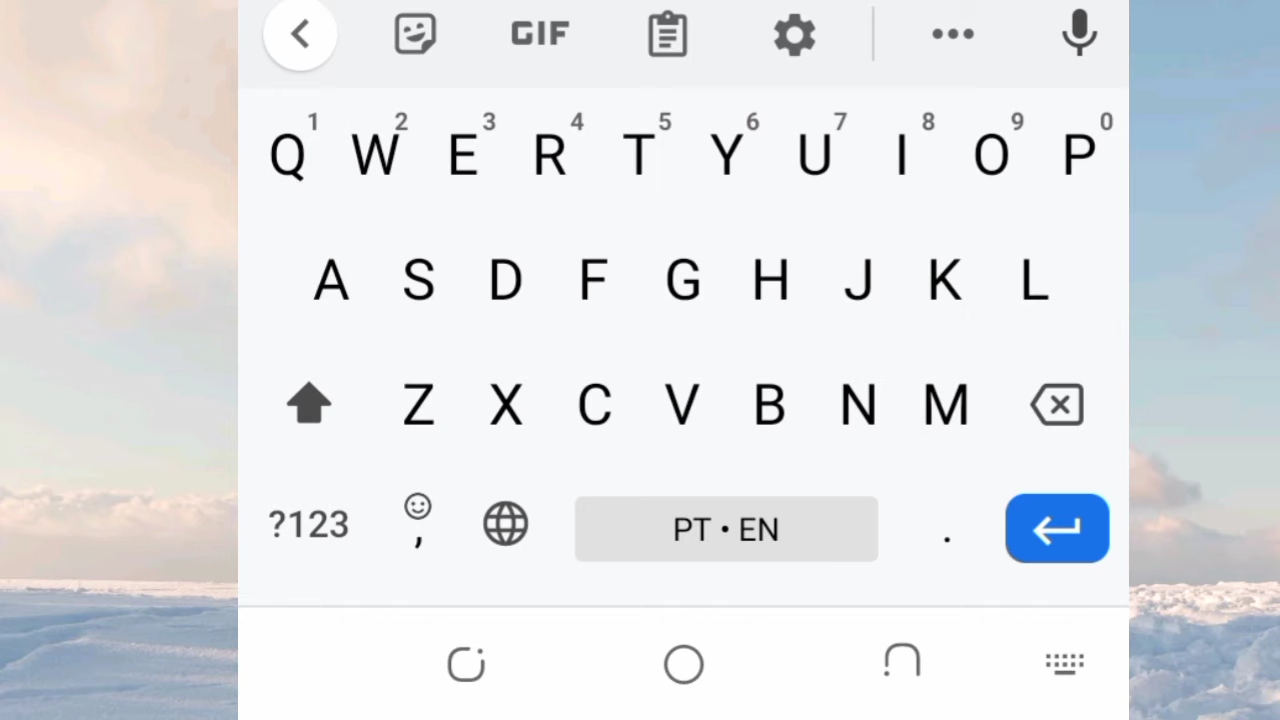 GIF
1 2 3 4 5 6 7 8 9 0
Q W E R T Y U I O P
A S D F G H J K L
Z X C V B N M
?123 , PT • EN .